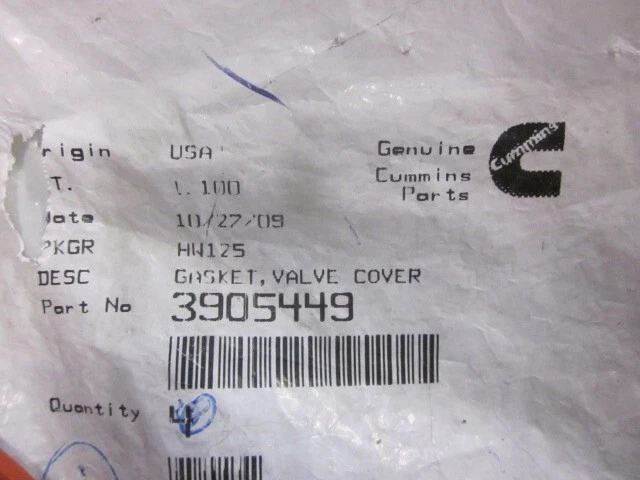 rigin USA
Genuine
Cummins
Parts
Cummins
T. 100
ate 10/27/09
PKGR HW125
DESC GASKET, VALVE COVER
Part No 3905449
Quantity 4